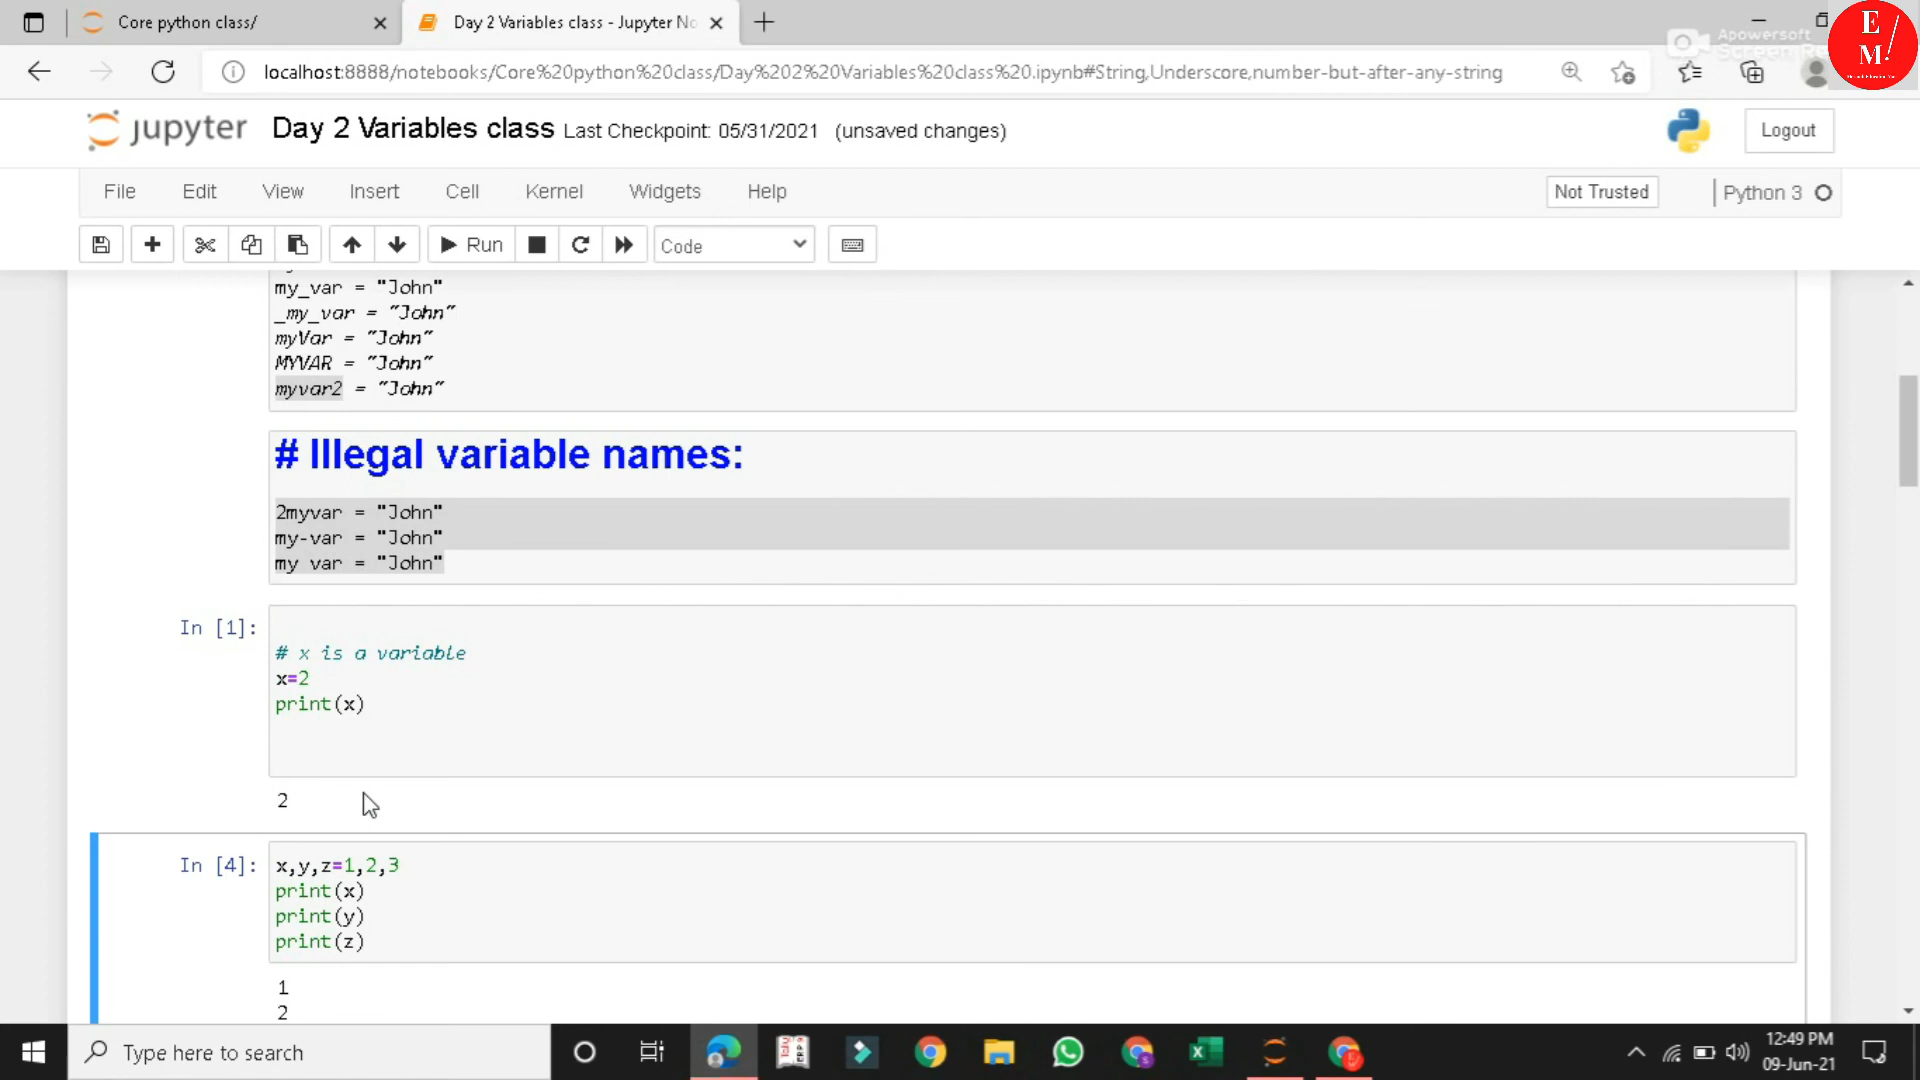 Core python class/
Day 2 Variables class - Jupyter No
Apowersoft
E
M!
localhost:8888/notebooks/Core%20python%20class/Day%202%20Variables%20class%20.ipynb#String,Underscore,number-but-after-any-string
jupyter Day 2 Variables class Last Checkpoint: 05/31/2021 (unsaved changes)
Logout
File Edit View Insert Cell Kernel Widgets Help
Not Trusted
Python 3
Run
Code
my_var = "John"
_my_var = "John"
myVar = "John"
MYVAR = "John"
myvar2 = "John"
# Illegal variable names:
2myvar = "John"
my-var = "John"
my var = "John"
In [1]:
# x is a variable
x=2
print(x)
2
In [4]:
x,y,z=1,2,3
print(x)
print(y)
print(z)
1
2
Type here to search
12:49 PM
09-Jun-21